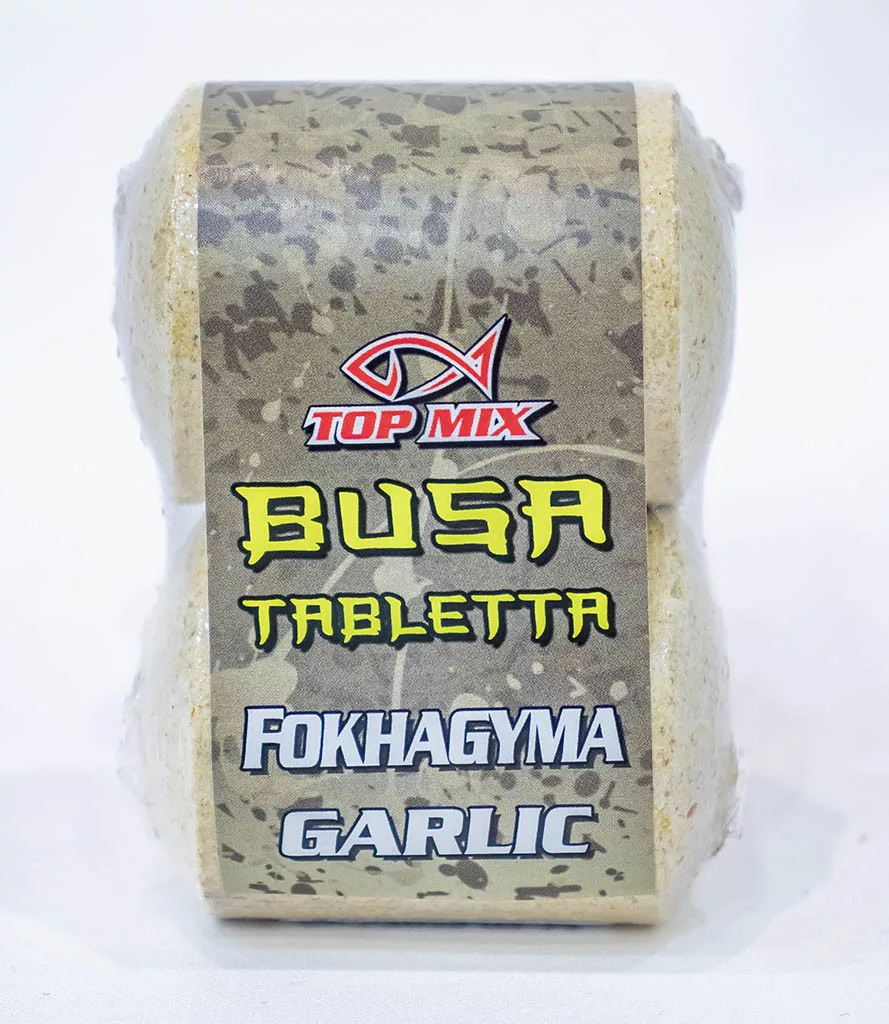 TOP MIX
BUSA
TABLETTA
FOKHAGYMA
GARLIC